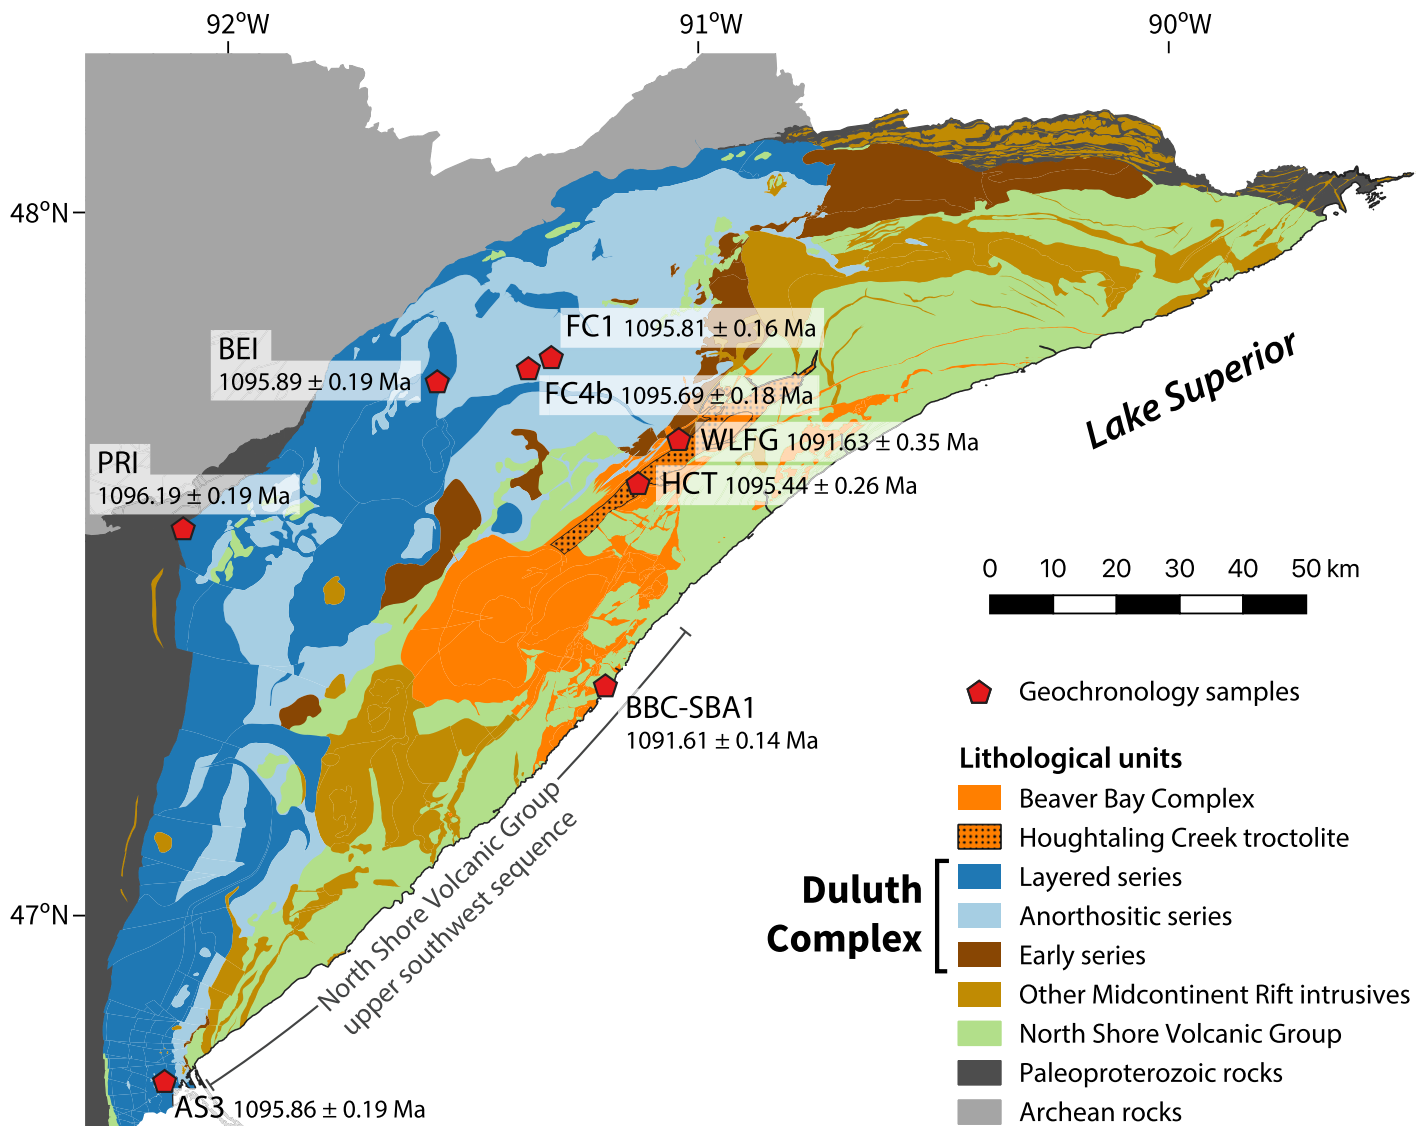 92°W
91°W
90°W
48°N
47°N
FC1 1095.81 ± 0.16 Ma
BEI
1095.89 ± 0.19 Ma
FC4b 1095.69 ± 0.18 Ma
WLFG 1091.63 ± 0.35 Ma
PRI
1096.19 ± 0.19 Ma
HCT 1095.44 ± 0.26 Ma
Lake Superior
BBC-SBA1
1091.61 ± 0.14 Ma
North Shore Volcanic Group
upper southwest sequence
AS3 1095.86 ± 0.19 Ma
0 10 20 30 40 50 km
Geochronology samples
Lithological units
Beaver Bay Complex
Houghtaling Creek troctolite
Duluth
Complex
Layered series
Anorthositic series
Early series
Other Midcontinent Rift intrusives
North Shore Volcanic Group
Paleoproterozoic rocks
Archean rocks